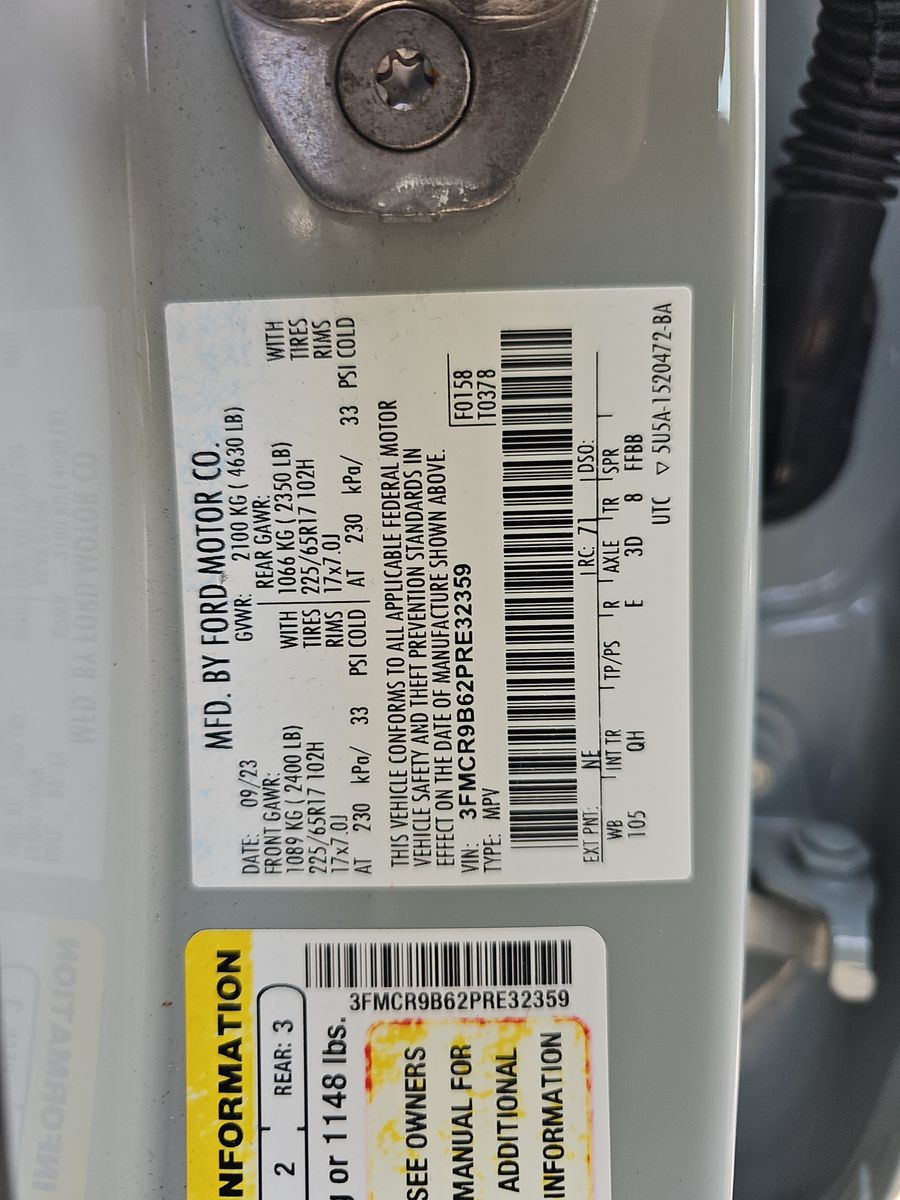 MFD. BY FORD MOTOR CO.
DATE: 09/23 GVWR: 2100 KG ( 4630 LB)
FRONT GAWR: REAR GAWR:
1089 KG ( 2400 LB) WITH 1066 KG ( 2350 LB) WITH
225/65R17 102H TIRES 225/65R17 102H TIRES
17x7.0J RIMS 17x7.0J RIMS
AT 230 kPa/ 33 PSI COLD AT 230 kPa/ 33 PSI COLD
THIS VEHICLE CONFORMS TO ALL APPLICABLE FEDERAL MOTOR
VEHICLE SAFETY AND THEFT PREVENTION STANDARDS IN
EFFECT ON THE DATE OF MANUFACTURE SHOWN ABOVE.
VIN: 3FMCR9B62PRE32359 F0158
TYPE: MPV T0378
EXT PNT: NE RC: 71 DSO:
WB INT TR TP/PS R AXLE TR SPR
105 QH E 3D 8 FFBB
UTC ▽ 5U5A-1520472-BA
NFORMATION
2 REAR: 3
or 1148 lbs.
3FMCR9B62PRE32359
SEE OWNERS
MANUAL FOR
ADDITIONAL
INFORMATION